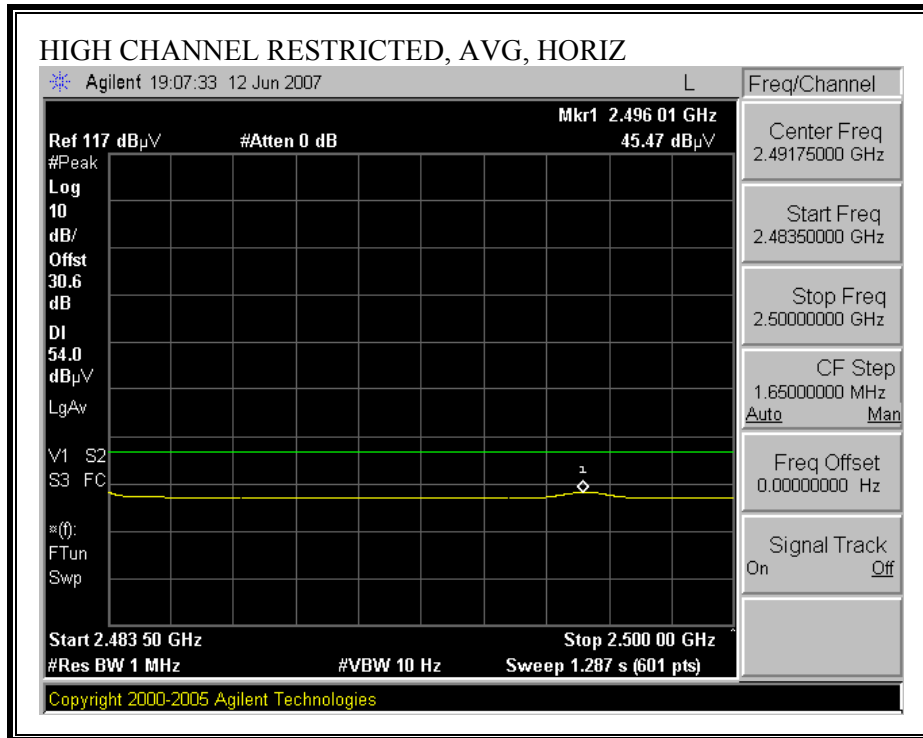 HIGH CHANNEL RESTRICTED, AVG, HORIZ
Agilent 19:07:33 12 Jun 2007 L
Freq/Channel
Mkr1 2.496 01 GHz
Ref 117 dBµV #Atten 0 dB 45.47 dBµV
#Peak
Log
10
dB/
Offst
30.6
dB
DI
54.0
dBµV
LgAv
V1 S2
S3 FC
¤(f):
FTun
Swp
1
Start 2.483 50 GHz Stop 2.500 00 GHz ^
#Res BW 1 MHz #VBW 10 Hz Sweep 1.287 s (601 pts)
Center Freq
2.49175000 GHz
Start Freq
2.48350000 GHz
Stop Freq
2.50000000 GHz
CF Step
1.65000000 MHz
Auto Man
Freq Offset
0.00000000 Hz
Signal Track
On Off
Copyright 2000-2005 Agilent Technologies